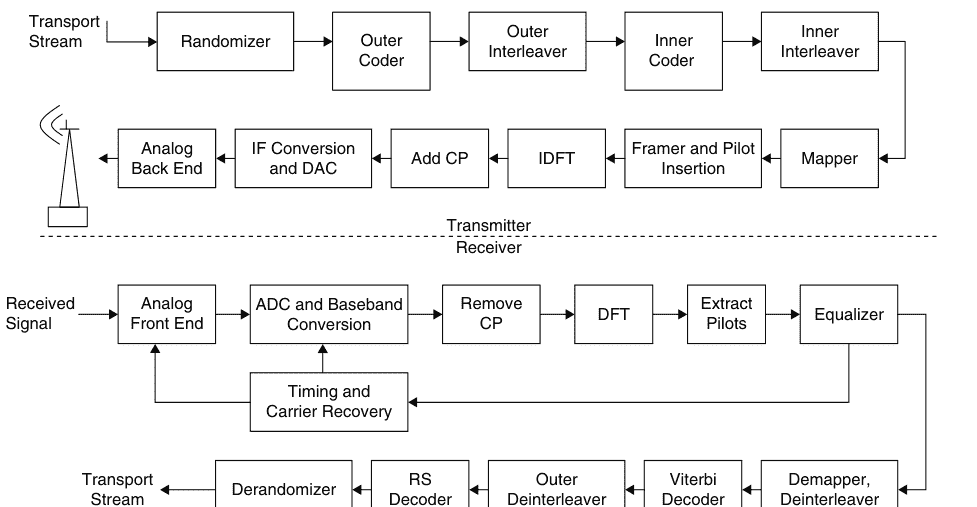 Transport
Stream
Randomizer
Outer
Coder
Outer
Interleaver
Inner
Coder
Inner
Interleaver
Analog
Back End
IF Conversion
and DAC
Add CP
IDFT
Framer and Pilot
Insertion
Mapper
Transmitter
Receiver
Received
Signal
Analog
Front End
ADC and Baseband
Conversion
Remove
CP
DFT
Extract
Pilots
Equalizer
Timing and
Carrier Recovery
Transport
Stream
Derandomizer
RS
Decoder
Outer
Deinterleaver
Viterbi
Decoder
Demapper,
Deinterleaver